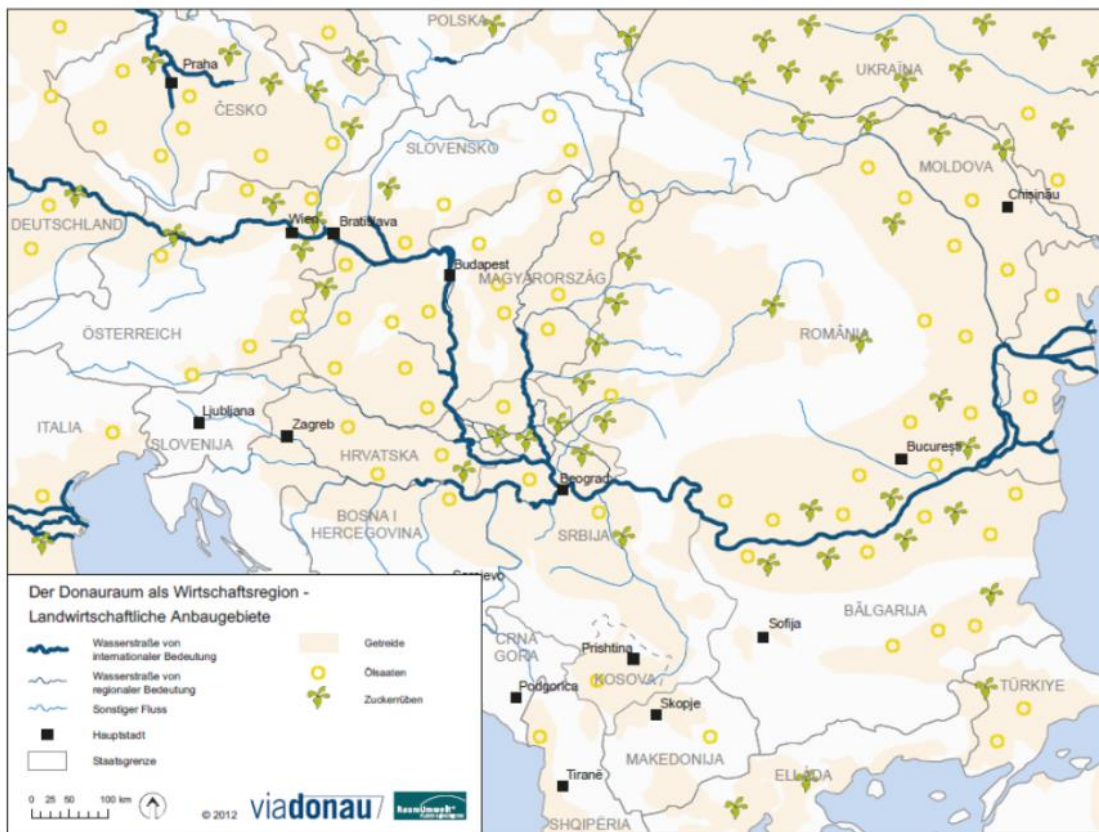 POLSKA
Praha
UKRAÏNA
ČESKO
SLOVENSKO
MOLDOVA
Chișinău
DEUTSCHLAND
Wien
Bratislava
Budapest
MAGYARORSZÁG
ÖSTERREICH
ROMÂNIA
Ljubljana
ITALIA
Zagreb
SLOVENIJA
HRVATSKA
București
Beograd
BOSNA I
HERCEGOVINA
SRBIJA
Der Donauraum als Wirtschaftsregion -
Landwirtschaftliche Anbaugebiete
Wasserstraße von
internationaler Bedeutung
Wasserstraße von
regionaler Bedeutung
Sonstiger Fluss
Hauptstadt
Staatsgrenze
Getreide
Ölsaaten
Zuckerrüben
0 25 50 100 km
© 2012
viadonau
RaumUmwelt
BĂLGARIJA
Sofija
CRNA
GORA
Prishtina
KOSOVA
TÜRKIYE
Podgorica
Skopje
MAKEDONIJA
ELLÁDA
Tiranë
SHQIPËRIA